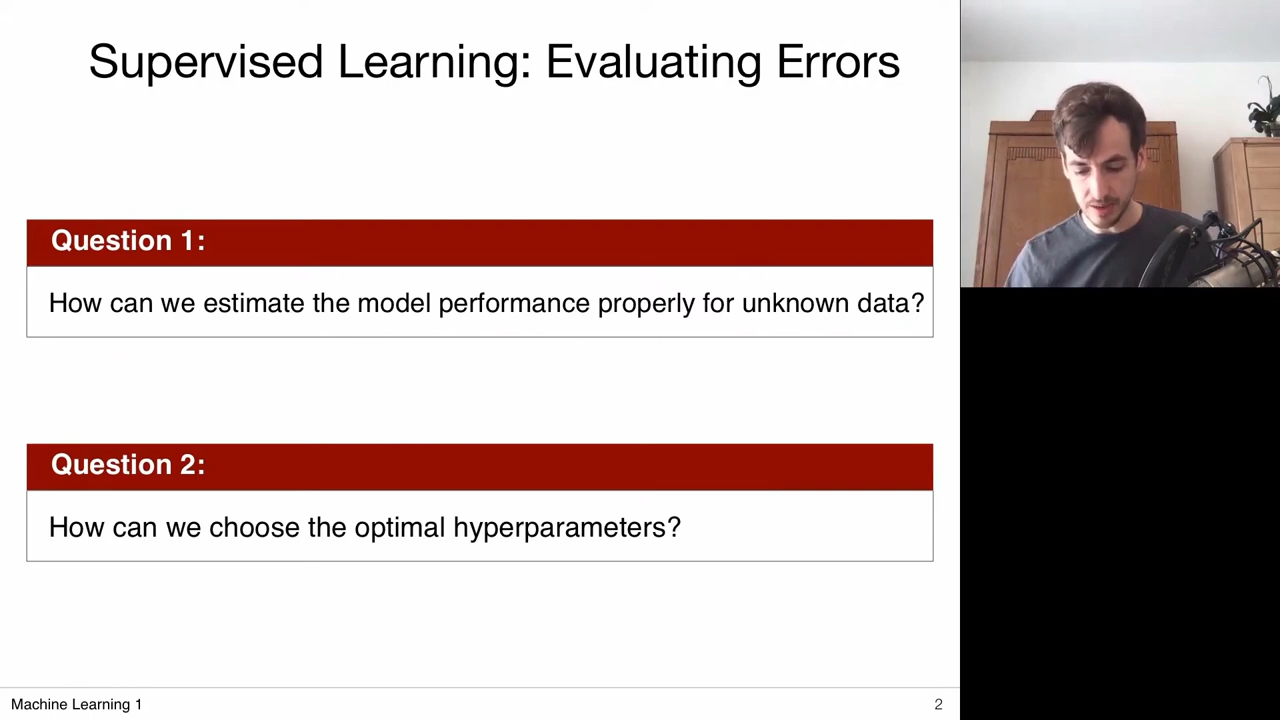 Supervised Learning: Evaluating Errors
Question 1:
How can we estimate the model performance properly for unknown data?
Question 2:
How can we choose the optimal hyperparameters?
Machine Learning 1
2